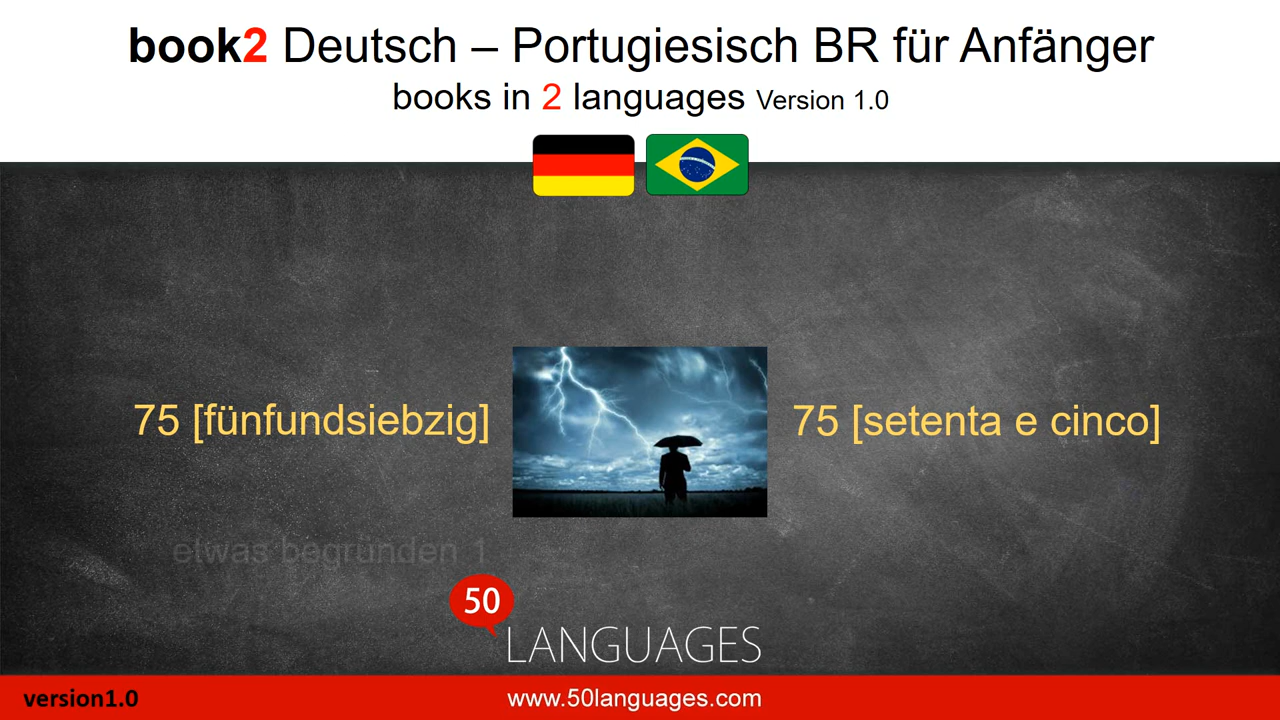 book2 Deutsch – Portugiesisch BR für Anfänger
books in 2 languages Version 1.0
75 [fünfundsiebzig]
75 [setenta e cinco]
etwas begründen 1
50
LANGUAGES
version1.0
www.50languages.com